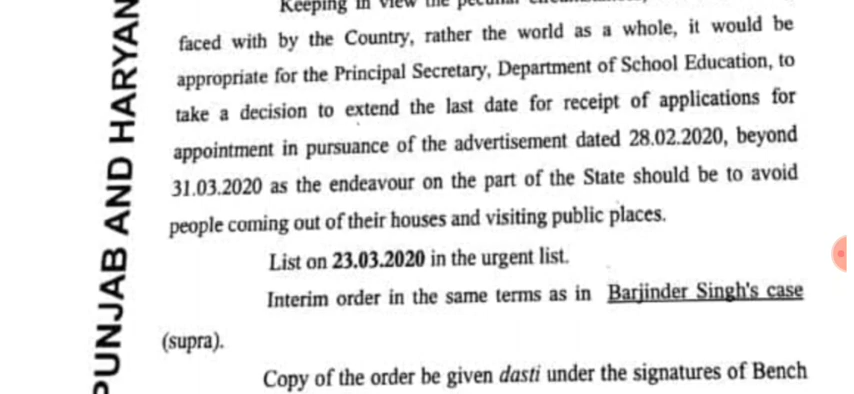 Keeping in view the
faced with by the Country, rather the world as a whole, it would be
appropriate for the Principal Secretary, Department of School Education, to
take a decision to extend the last date for receipt of applications for
appointment in pursuance of the advertisement dated 28.02.2020, beyond
31.03.2020 as the endeavour on the part of the State should be to avoid
people coming out of their houses and visiting public places.
List on 23.03.2020 in the urgent list.
Interim order in the same terms as in Barjinder Singh's case
(supra).
Copy of the order be given dasti under the signatures of Bench
PUNJAB AND HARYAN